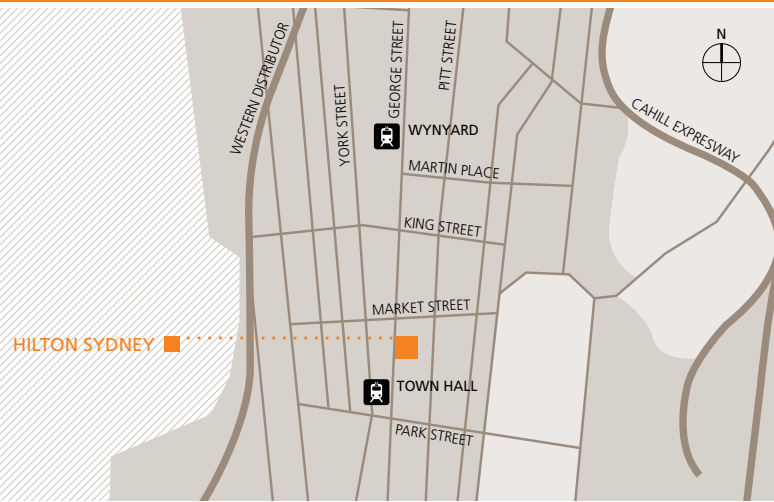 WESTERN DISTRIBUTOR
YORK STREET
GEORGE STREET
PITT STREET
N
CAHILL EXPRESWAY
WYNYARD
MARTIN PLACE
KING STREET
MARKET STREET
HILTON SYDNEY
TOWN HALL
PARK STREET